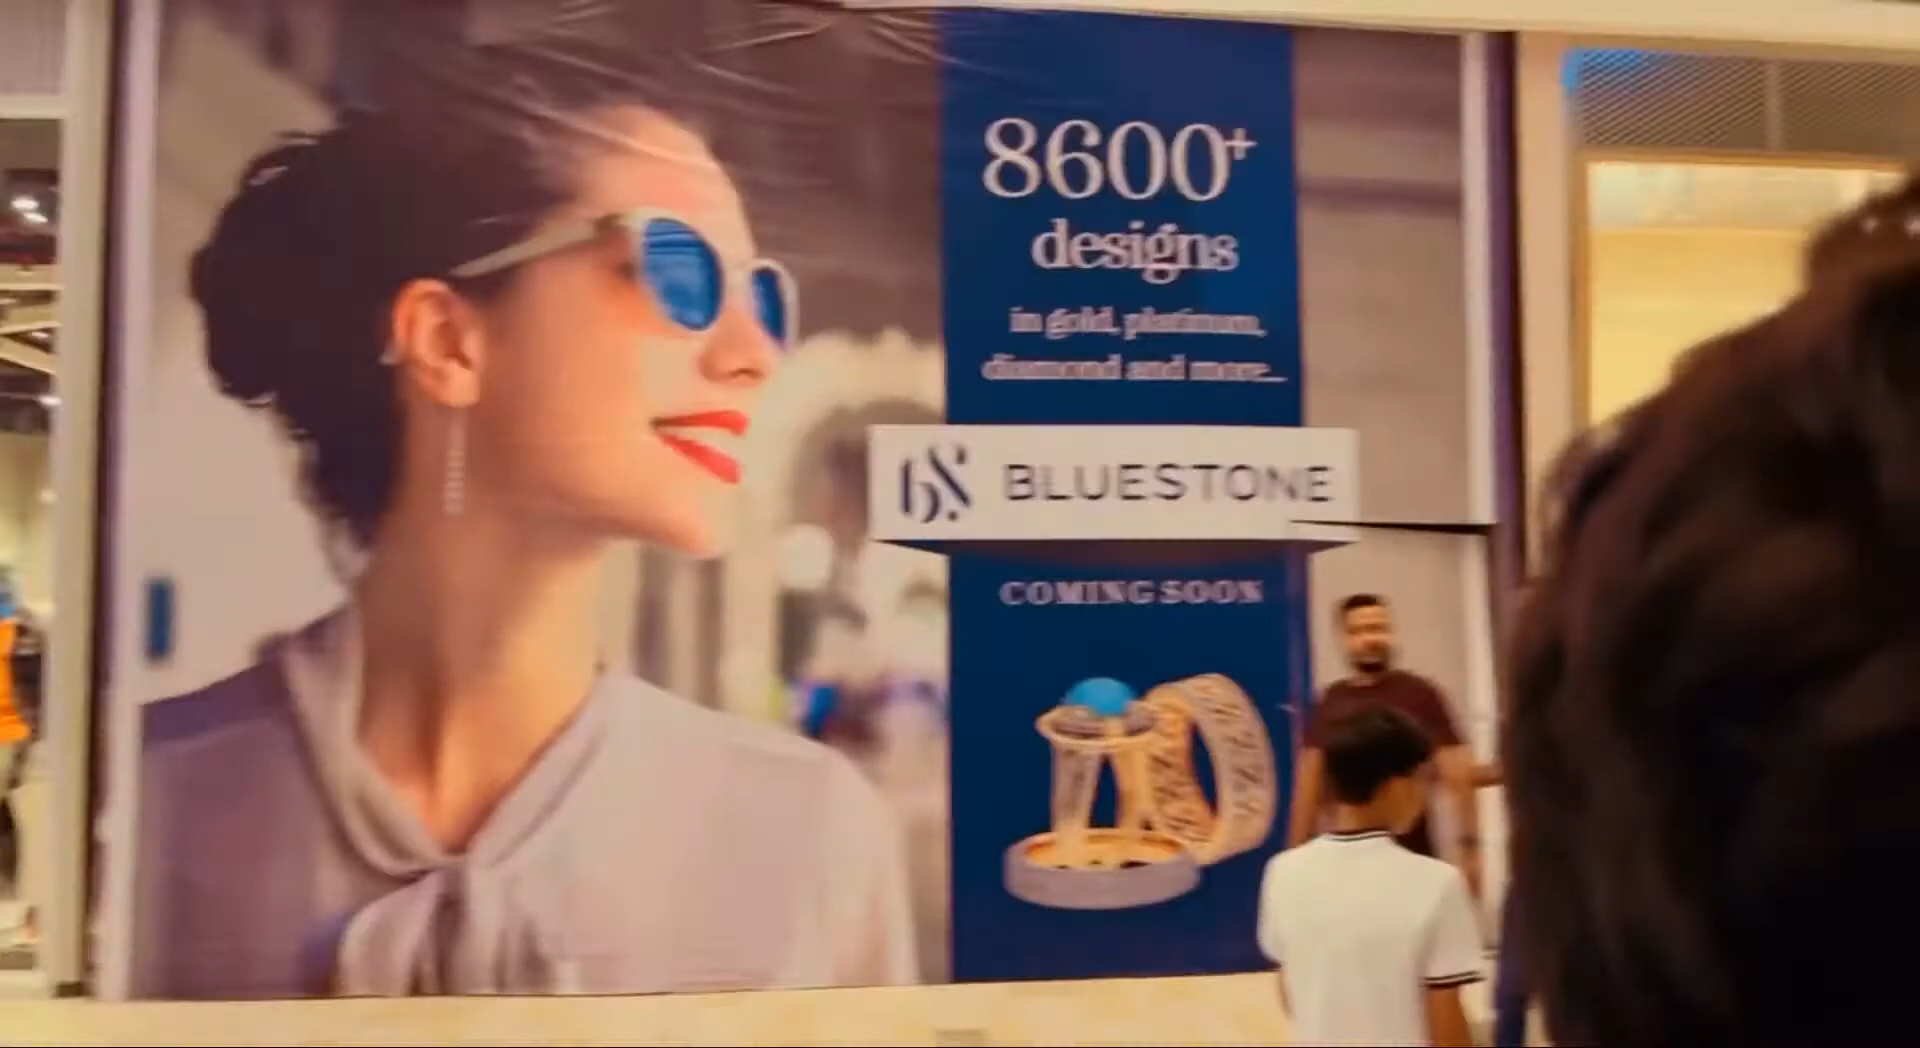 8600+
designs
in gold, platinum,
diamond and more...
BLUESTONE
COMING SOON